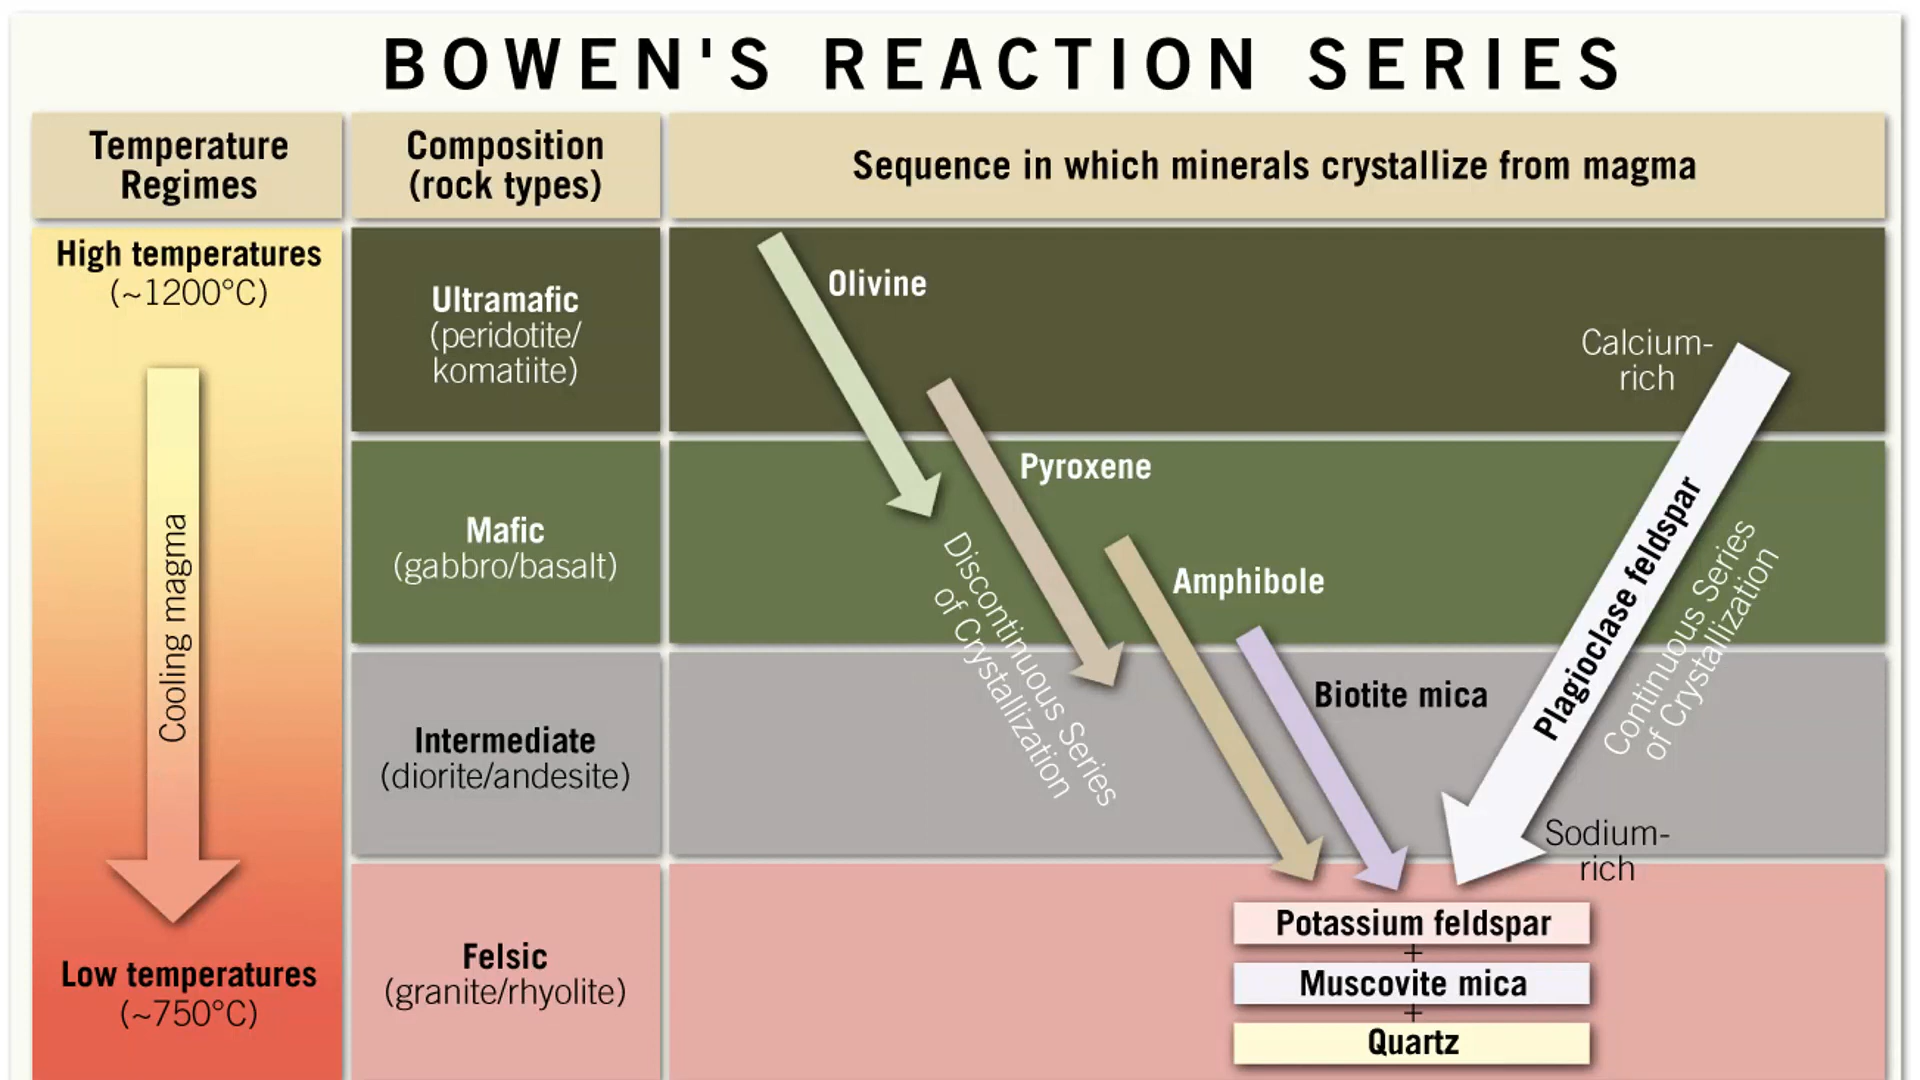 BOWEN'S REACTION SERIES
Temperature
Regimes
Composition
(rock types)
Sequence in which minerals crystallize from magma
High temperatures
(~1200°C)
Cooling magma
Low temperatures
(~750°C)
Ultramafic
(peridotite/
komatiite)
Mafic
(gabbro/basalt)
Intermediate
(diorite/andesite)
Felsic
(granite/rhyolite)
Olivine
Pyroxene
Amphibole
Biotite mica
Discontinuous Series
of Crystallization
Calcium-
rich
Plagioclase feldspar
Continuous Series
of Crystallization
Sodium-
rich
Potassium feldspar
+
Muscovite mica
+
Quartz